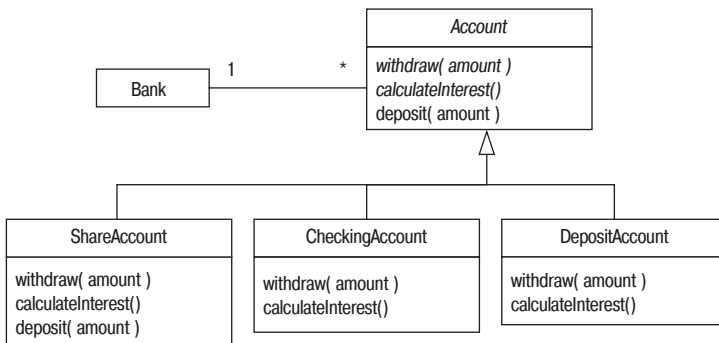 Account
withdraw( amount )
calculateInterest()
deposit( amount )
Bank
1
*
ShareAccount
withdraw( amount )
calculateInterest()
deposit( amount )
CheckingAccount
withdraw( amount )
calculateInterest()
DepositAccount
withdraw( amount )
calculateInterest()